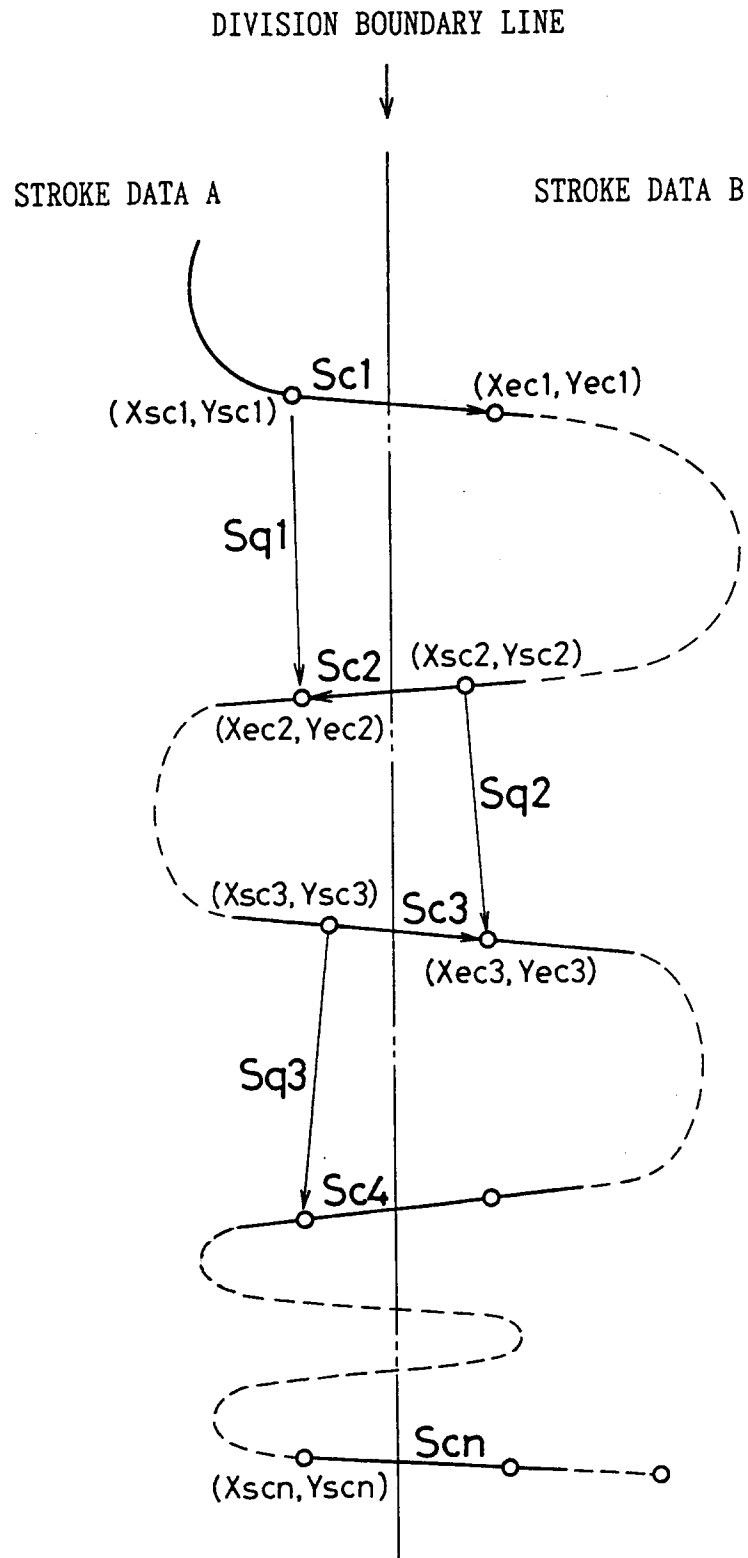 DIVISION BOUNDARY LINE
STROKE DATA A
STROKE DATA B
Sc1
(Xec1,Yec1)
(Xsc1,Ysc1)
Sq1
(Xsc2,Ysc2)
Sc2
(Xec2,Yec2)
Sq2
(Xsc3,Ysc3)
Sc3
(Xec3,Yec3)
Sq3
Sc4
Scn
(Xscn,Yscn)